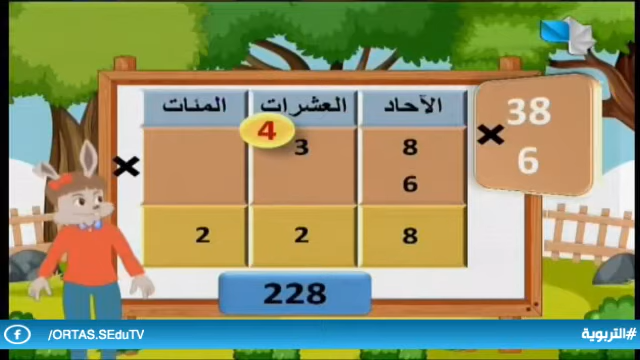 الآحاد العشرات المئات
4
8 3
6
8 2 2
×
38
×
6
228
/ORTAS.SEduTV
#التربوية